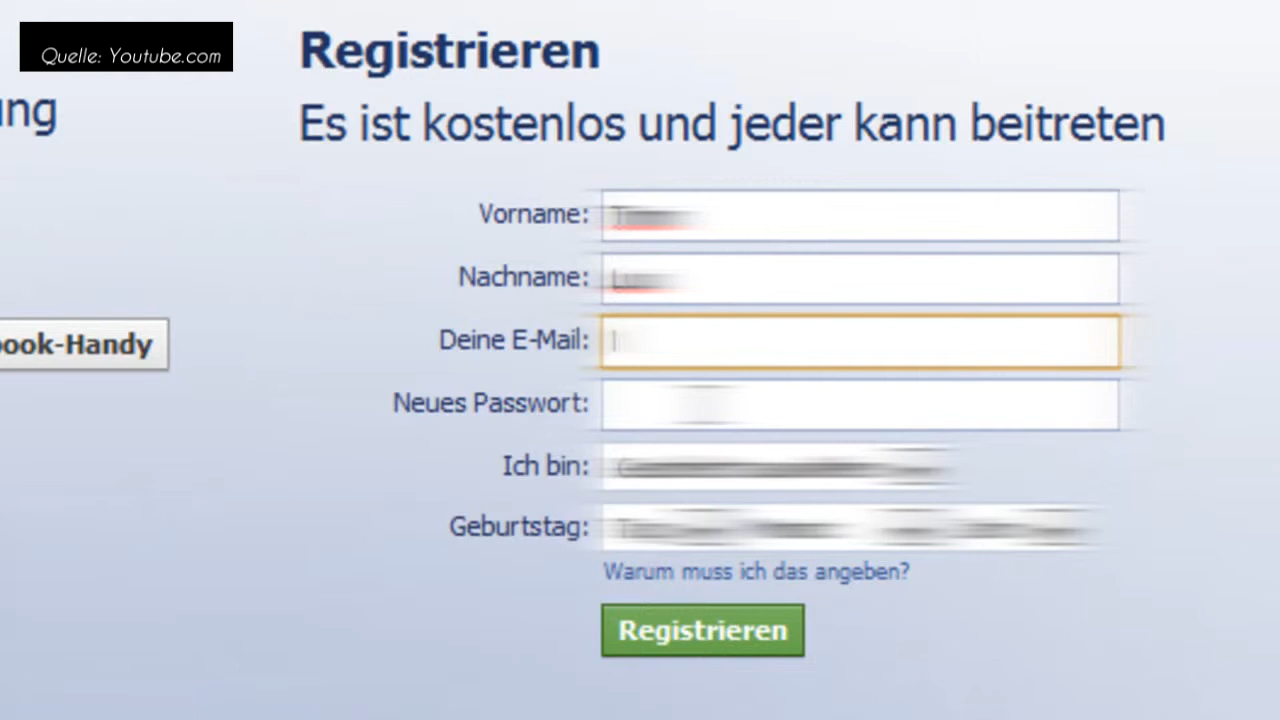 Quelle: Youtube.com
Registrieren
ung
Es ist kostenlos und jeder kann beitreten
Vorname:
Nachname:
Deine E-Mail:
ook-Handy
Neues Passwort:
Ich bin:
Geburtstag:
Warum muss ich das angeben?
Registrieren